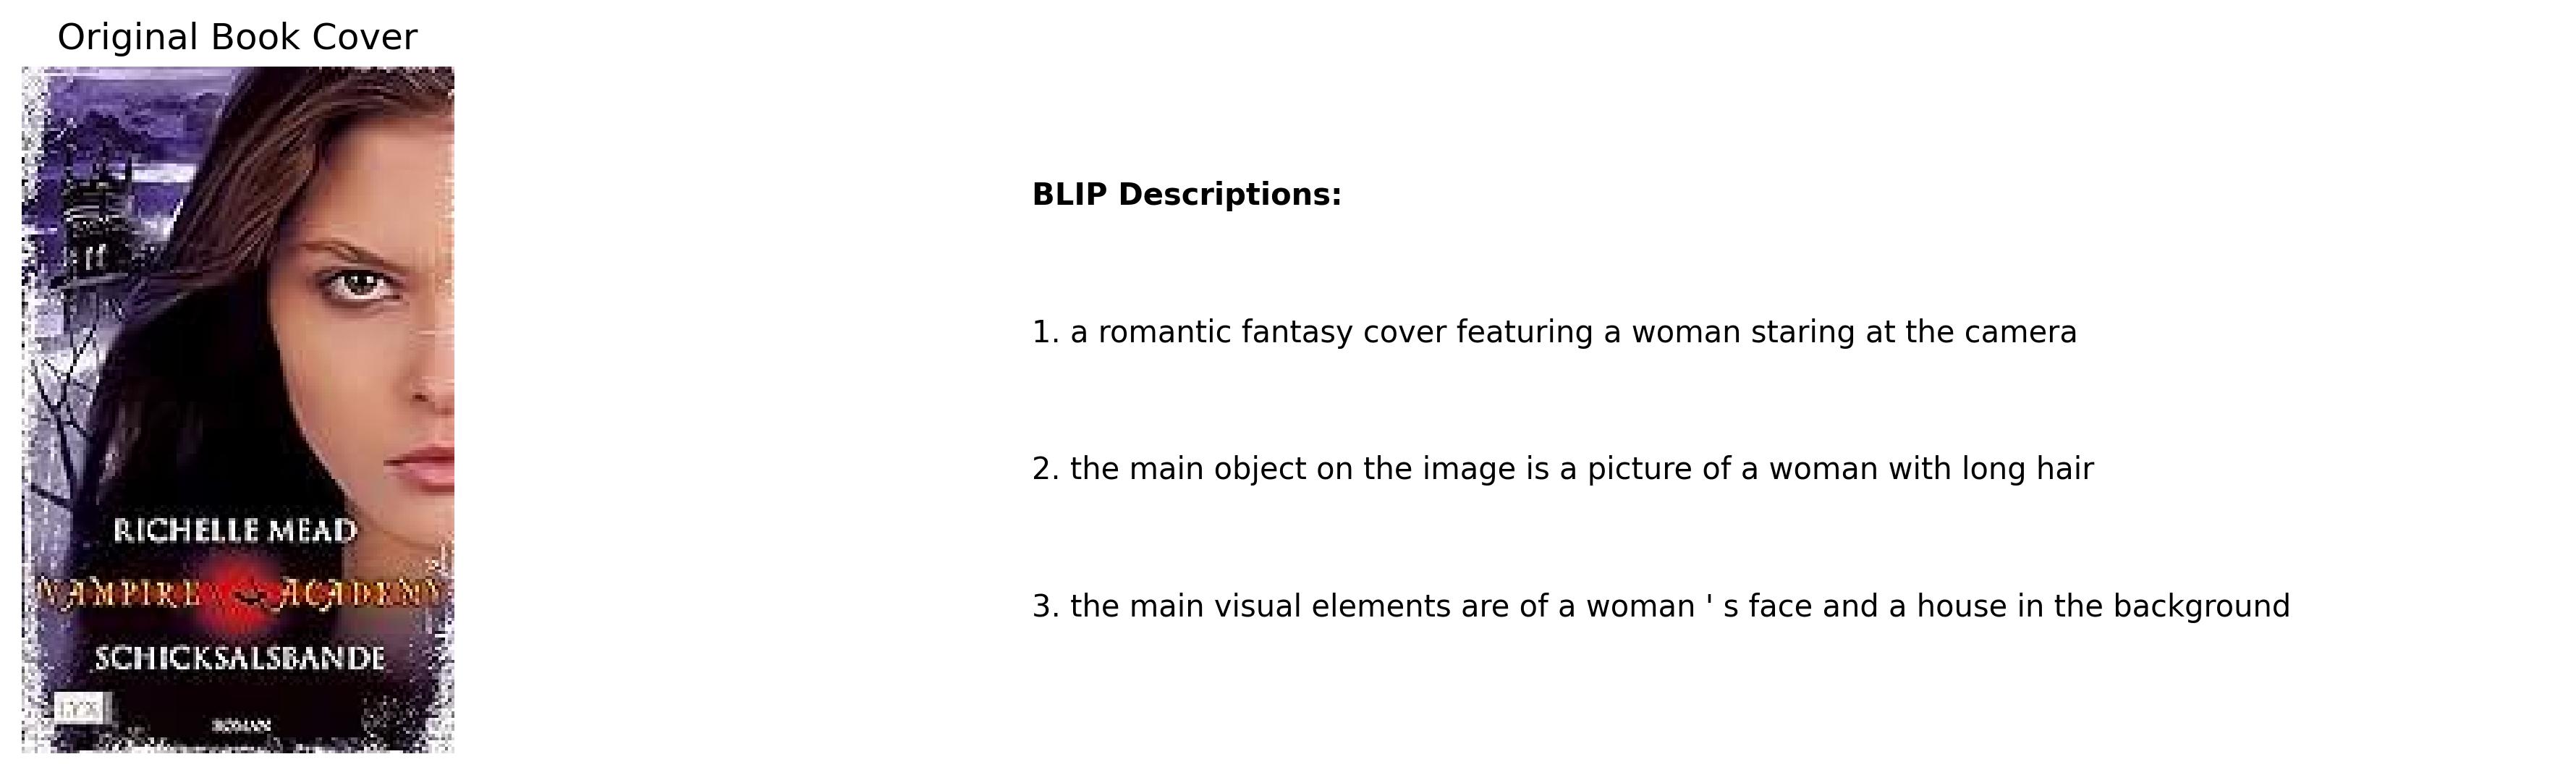 Original Book Cover
RICHELLE MEAD
VAMPIRE ACADEMY
SCHICKSALSBANDE
LYX
ROMAN
BLIP Descriptions:
1. a romantic fantasy cover featuring a woman staring at the camera
2. the main object on the image is a picture of a woman with long hair
3. the main visual elements are of a woman ' s face and a house in the background